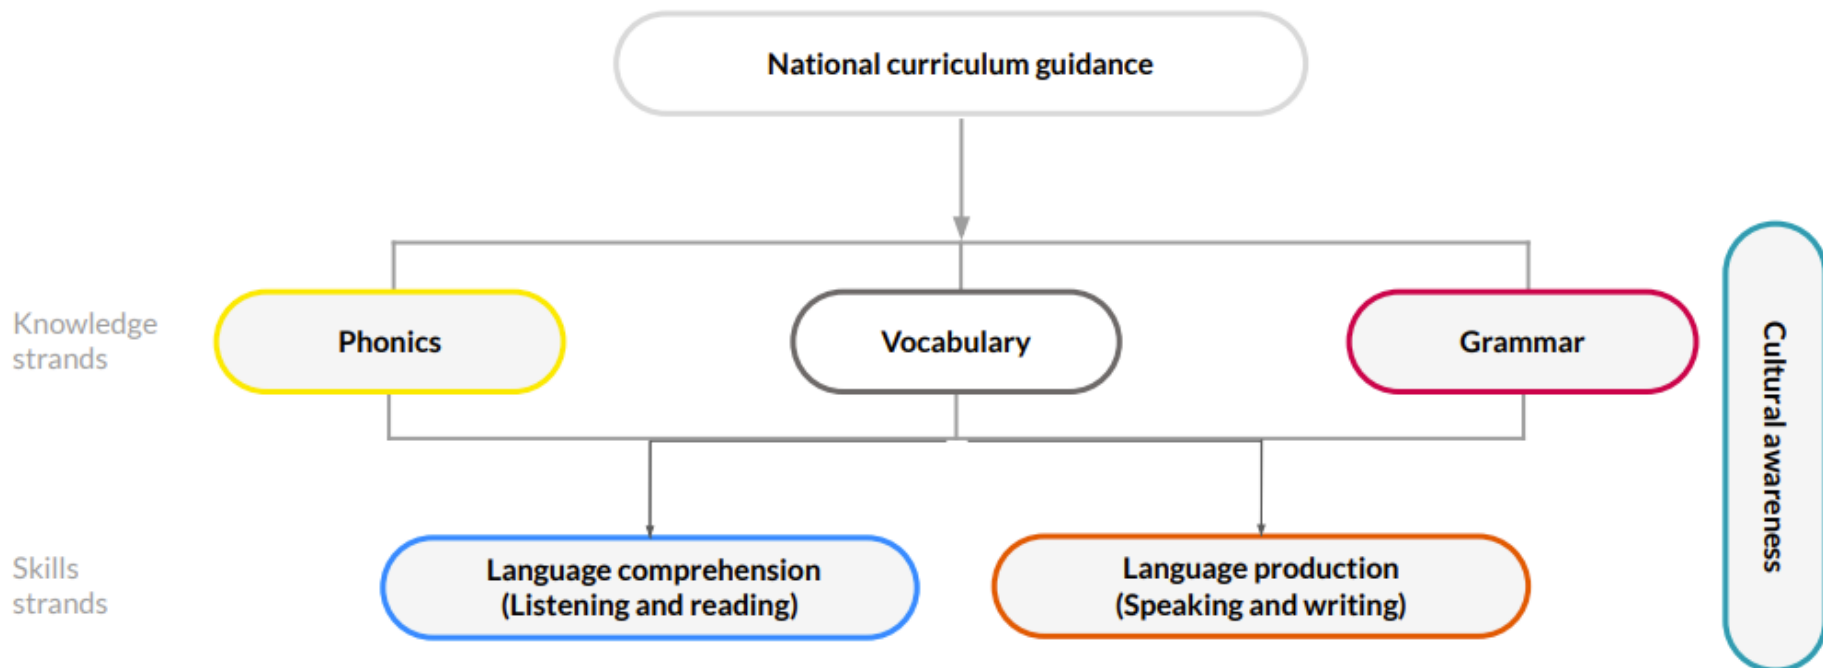 National curriculum guidance
Knowledge
strands
Phonics
Vocabulary
Grammar
Cultural awareness
Skills
strands
Language comprehension
(Listening and reading)
Language production
(Speaking and writing)